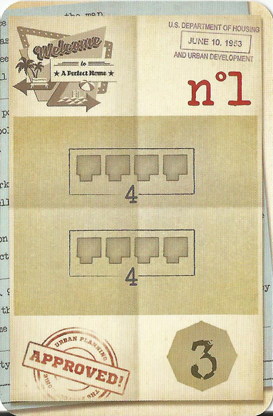 U.S. DEPARTMENT OF HOUSING
JUNE 10, 1953
AND URBAN DEVELOPMENT
Welcome
to
A Perfect Home
n°1
4
4
URBAN PLANNING
APPROVED!
3